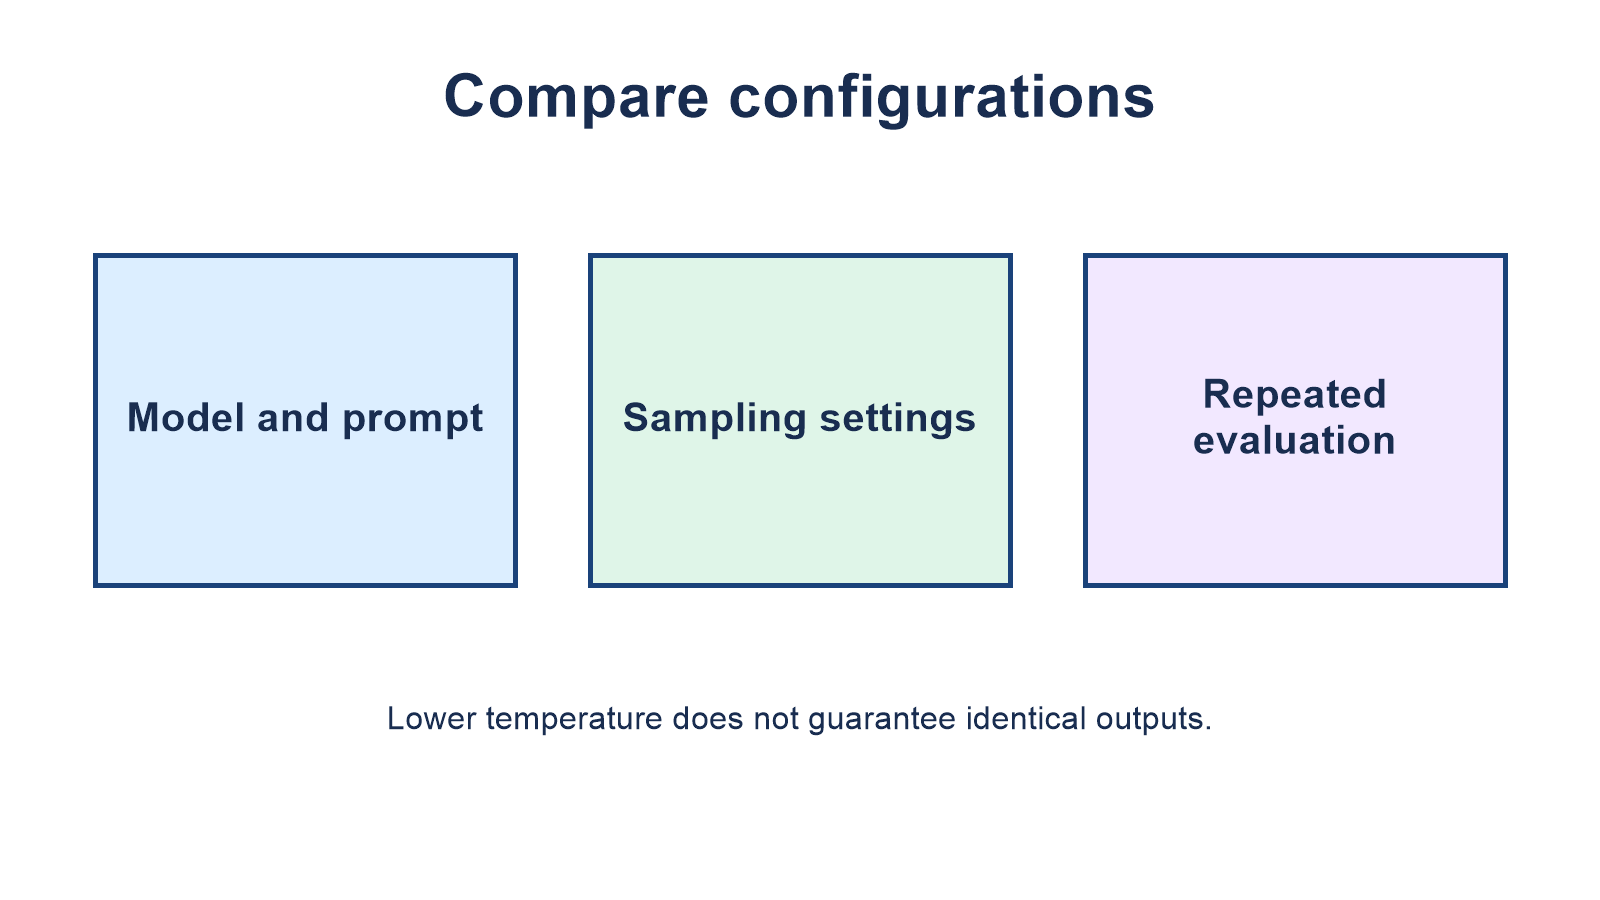 Compare configurations
Model and prompt
Sampling settings
Repeated
evaluation
Lower temperature does not guarantee identical outputs.